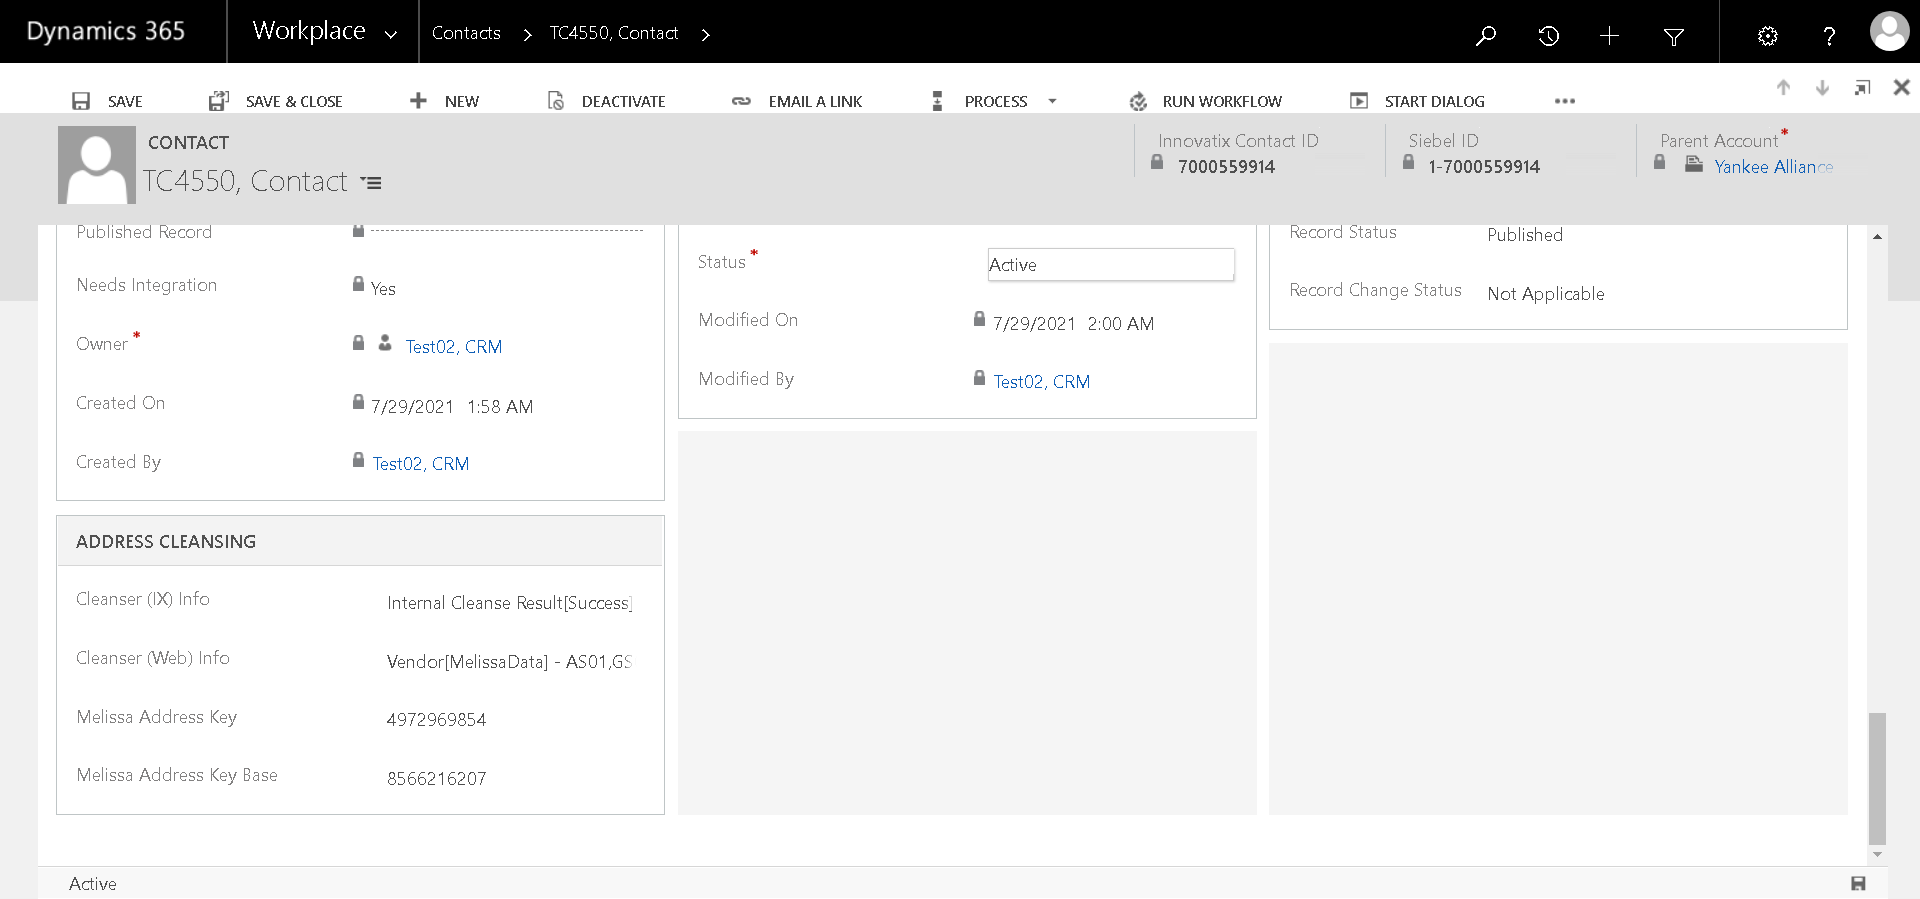 Dynamics 365
Workplace
Contacts
TC4550, Contact
?
SAVE
SAVE & CLOSE
NEW
DEACTIVATE
EMAIL A LINK
PROCESS
RUN WORKFLOW
START DIALOG
CONTACT
TC4550, Contact
Innovatix Contact ID
7000559914
Siebel ID
1-7000559914
Parent Account*
Yankee Alliance
Published Record
Needs Integration
Yes
Owner*
Test02, CRM
Created On
7/29/2021 1:58 AM
Created By
Test02, CRM
Status*
Active
Modified On
7/29/2021 2:00 AM
Modified By
Test02, CRM
Record Status
Published
Record Change Status
Not Applicable
ADDRESS CLEANSING
Cleanser (IX) Info
Internal Cleanse Result[Success]
Cleanser (Web) Info
Vendor[MelissaData] - AS01,GS
Melissa Address Key
4972969854
Melissa Address Key Base
8566216207
Active